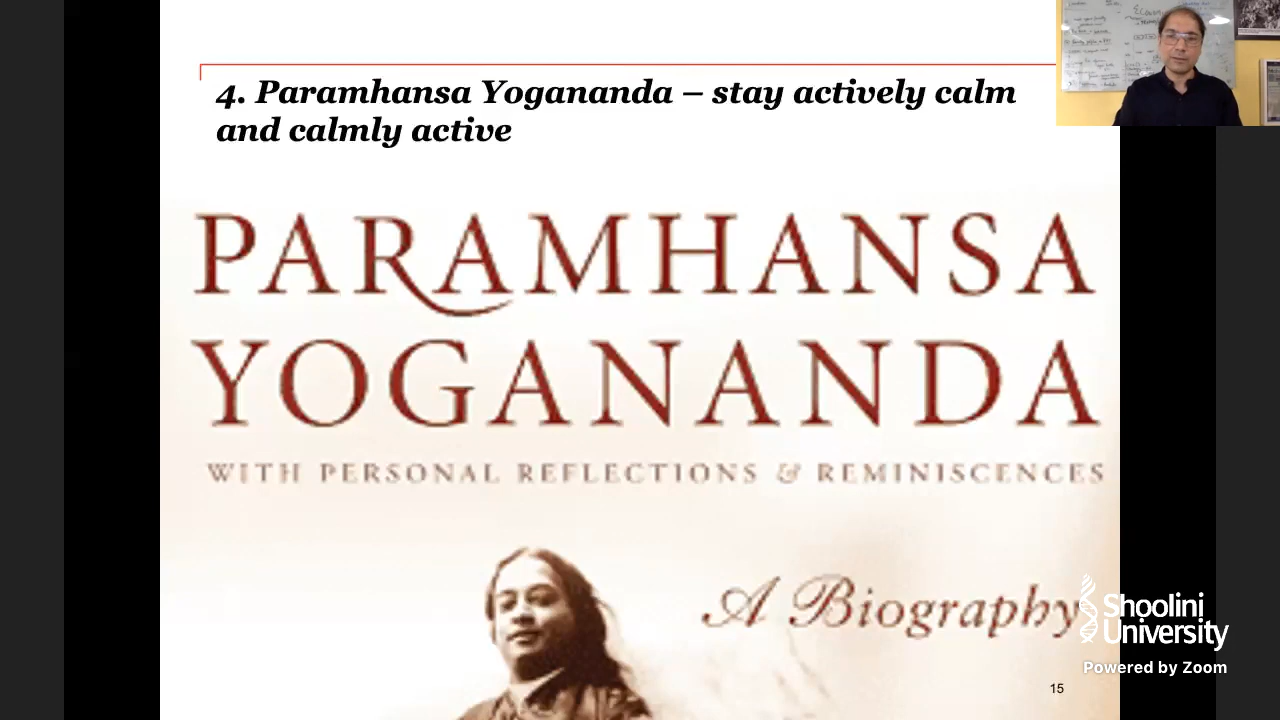 4. Paramhansa Yogananda – stay actively calm
and calmly active
PARAMHANSA
YOGANANDA
WITH PERSONAL REFLECTIONS & REMINISCENCES
A Biography
Shoolini
University
Powered by Zoom
15